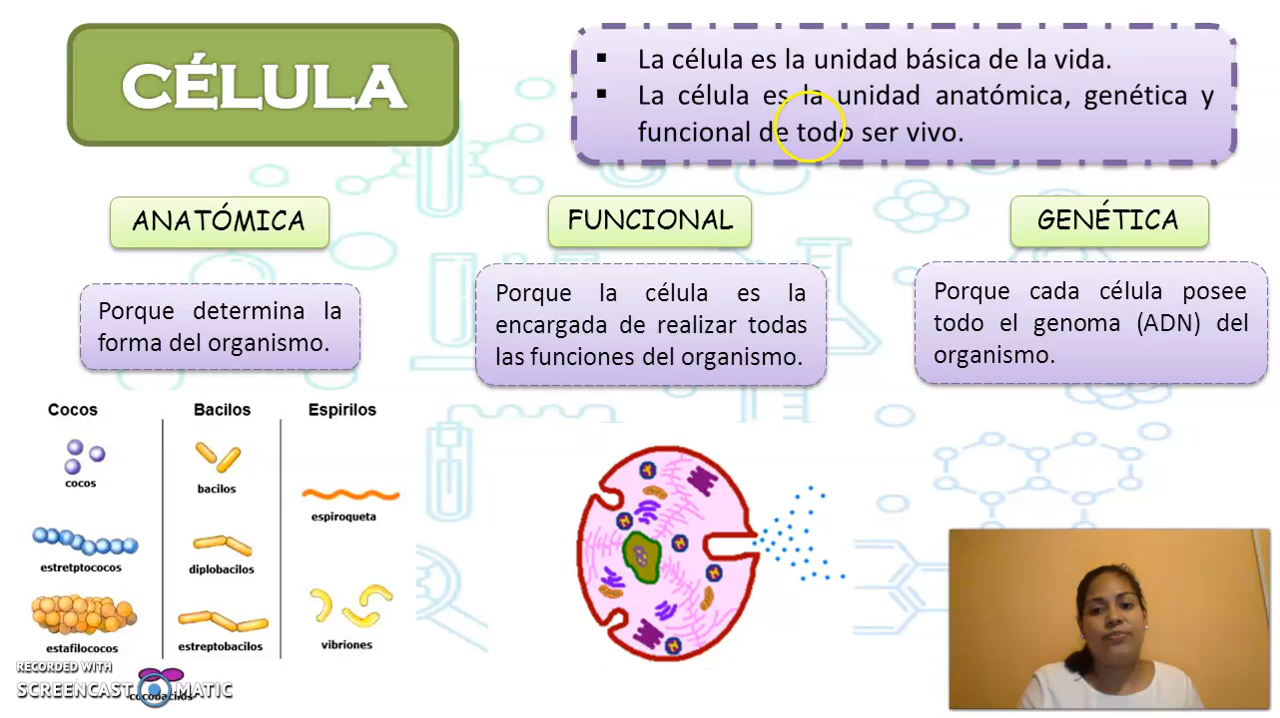 CÉLULA
La célula es la unidad básica de la vida.
La célula es la unidad anatómica, genética y
funcional de todo ser vivo.
ANATÓMICA
FUNCIONAL
GENÉTICA
Porque determina la
forma del organismo.
Porque la célula es la
encargada de realizar todas
las funciones del organismo.
Porque cada célula posee
todo el genoma (ADN) del
organismo.
Cocos
Bacilos
Espirilos
cocos
bacilos
espiroqueta
estretptococos
diplobacilos
estafilococos
estreptobacilos
vibriones
cocobacilos
RECORDED WITH
SCREENCAST MATIC